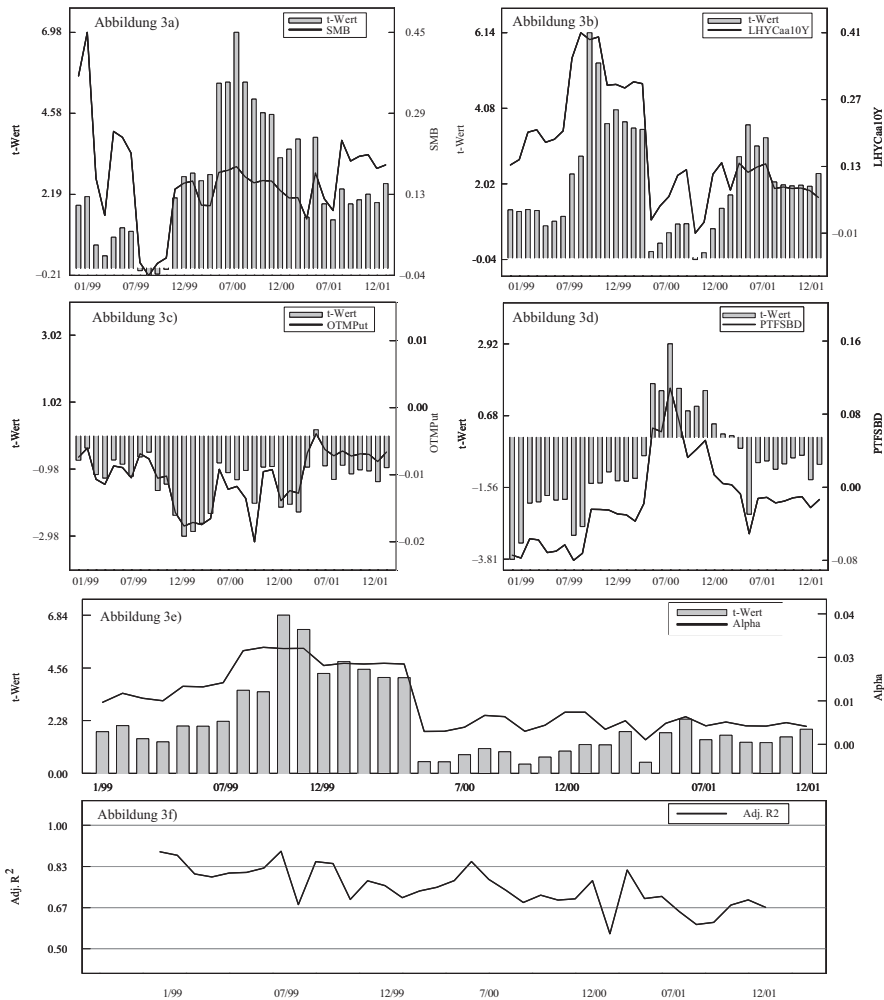 Abbildung 3a)
t-Wert
SMB
6.98
4.58
2.19
−0.21
0.45
0.29
0.13
−0.04
t-Wert
SMB
01/99 07/99 12/99 07/00 12/00 07/01 12/01
Abbildung 3b)
t-Wert
LHYCaa10Y
6.14
4.08
2.02
-0.04
0.41
0.27
0.13
−0.01
t-Wert
LHYCaa10Y
01/99 07/99 12/99 07/00 12/00 07/01 12/01
Abbildung 3c)
t-Wert
OTMPut
3.02
1.02
−0.98
−2.98
0.01
0.00
−0.01
−0.02
t-Wert
OTMPut
01/99 07/99 12/99 07/00 12/00 07/01 12/01
Abbildung 3d)
t-Wert
PTFSBD
2.92
0.68
−1.56
−3.81
0.16
0.08
0.00
−0.08
t-Wert
PTFSBD
01/99 07/99 12/99 07/00 12/00 07/01 12/01
Abbildung 3e)
t-Wert
Alpha
6.84
4.56
2.28
0.00
0.04
0.03
0.01
0.00
t-Wert
Alpha
1/99 07/99 12/99 7/00 12/00 07/01 12/01
Abbildung 3f)
Adj. R2
1.00
0.83
0.67
0.50
Adj. R²
1/99 07/99 12/99 7/00 12/00 07/01 12/01